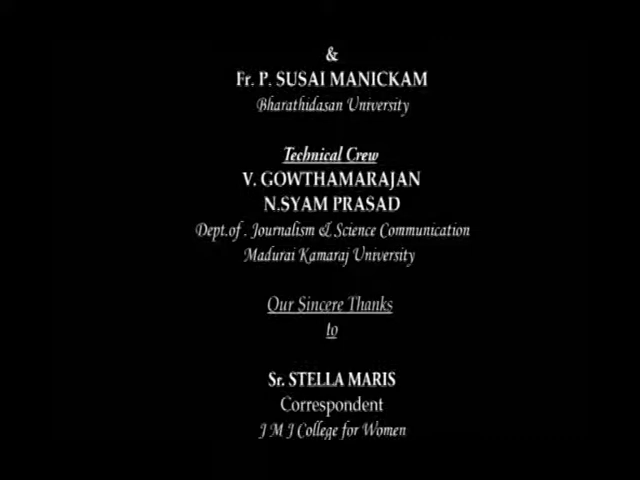 &
Fr. P. SUSAI MANICKAM
Bharathidasan University
Technical Crew
V. GOWTHAMARAJAN
N.SYAM PRASAD
Dept.of . Journalism & Science Communication
Madurai Kamaraj University
Our Sincere Thanks
to
Sr. STELLA MARIS
Correspondent
J M J College for Women